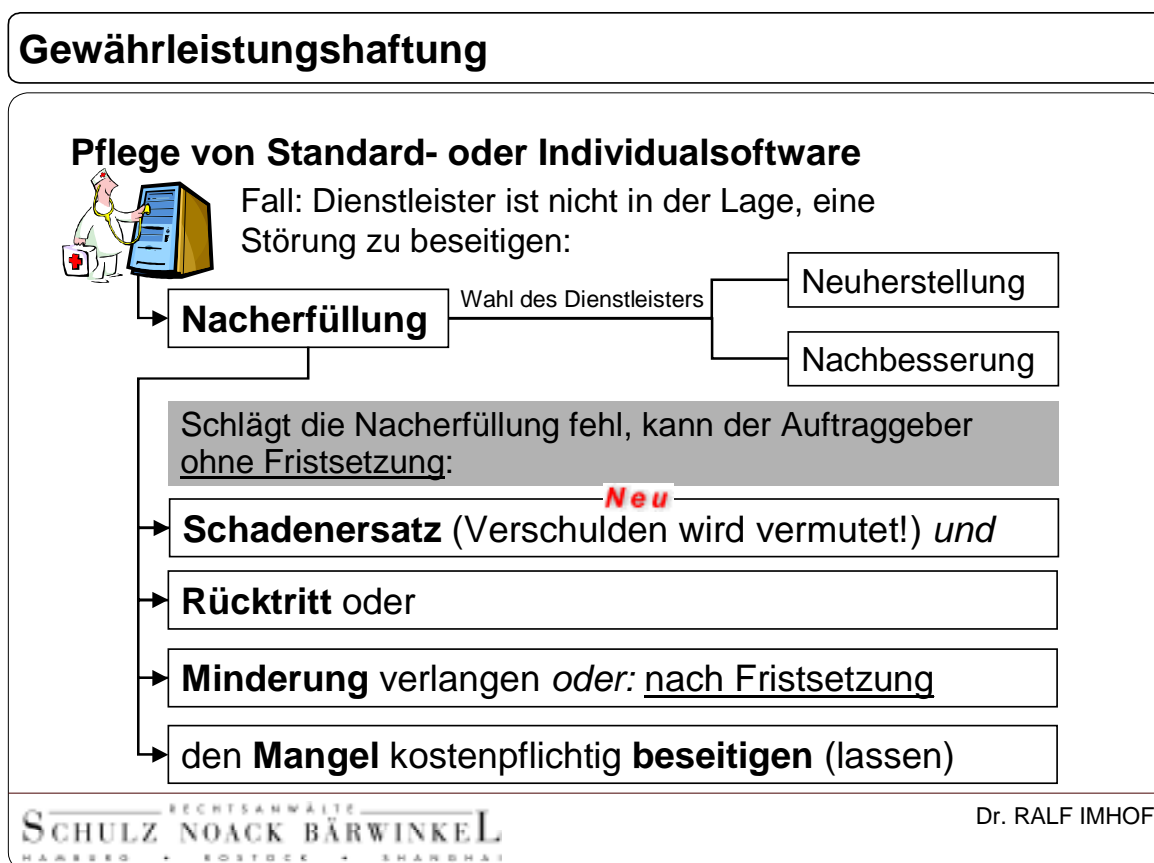 Gewährleistungshaftung
Pflege von Standard- oder Individualsoftware
Fall: Dienstleister ist nicht in der Lage, eine
Störung zu beseitigen:
Nacherfüllung
Wahl des Dienstleisters
Neuherstellung
Nachbesserung
Schlägt die Nacherfüllung fehl, kann der Auftraggeber
ohne Fristsetzung:
Neu
Schadenersatz (Verschulden wird vermutet!) und
Rücktritt oder
Minderung verlangen oder: nach Fristsetzung
den Mangel kostenpflichtig beseitigen (lassen)
RECHTSANWÄLTE
SCHULZ NOACK BÄRWINKEL
HAMBURG • ROSTOCK • SHANGHAI
Dr. RALF IMHOF